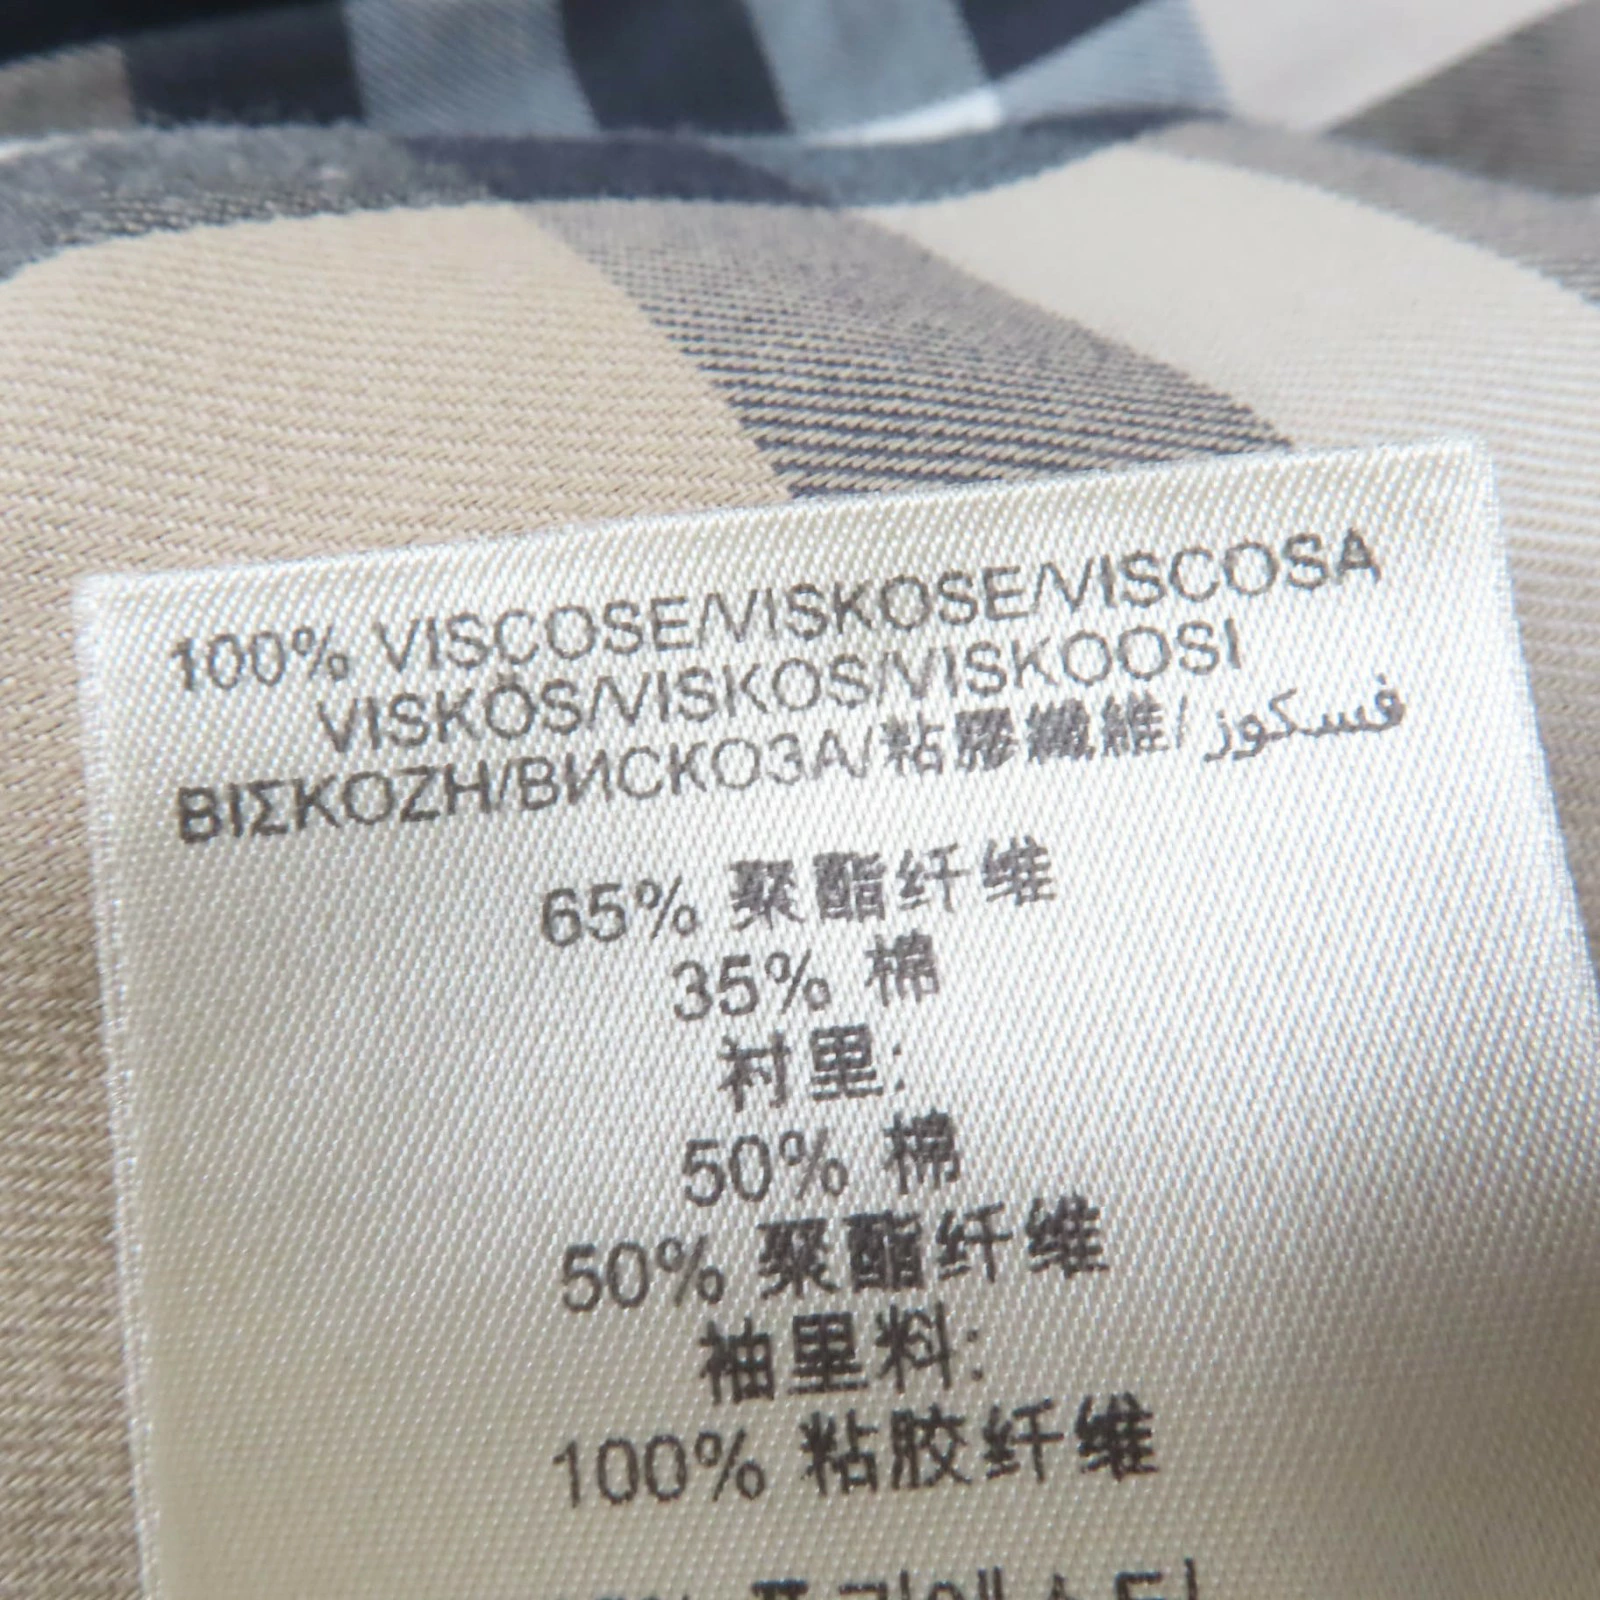 100% VISCOSE/VISKOSE/VISCOSA
VISKÖS/VISKOS/VISKOOSI
ΒΙΣΚΟΖΗ/ВИСКОЗА/粘膠纖維/فسكوز
65% 聚酯纤维
35% 棉
衬里:
50% 棉
50% 聚酯纤维
袖里料:
100% 粘胶纤维